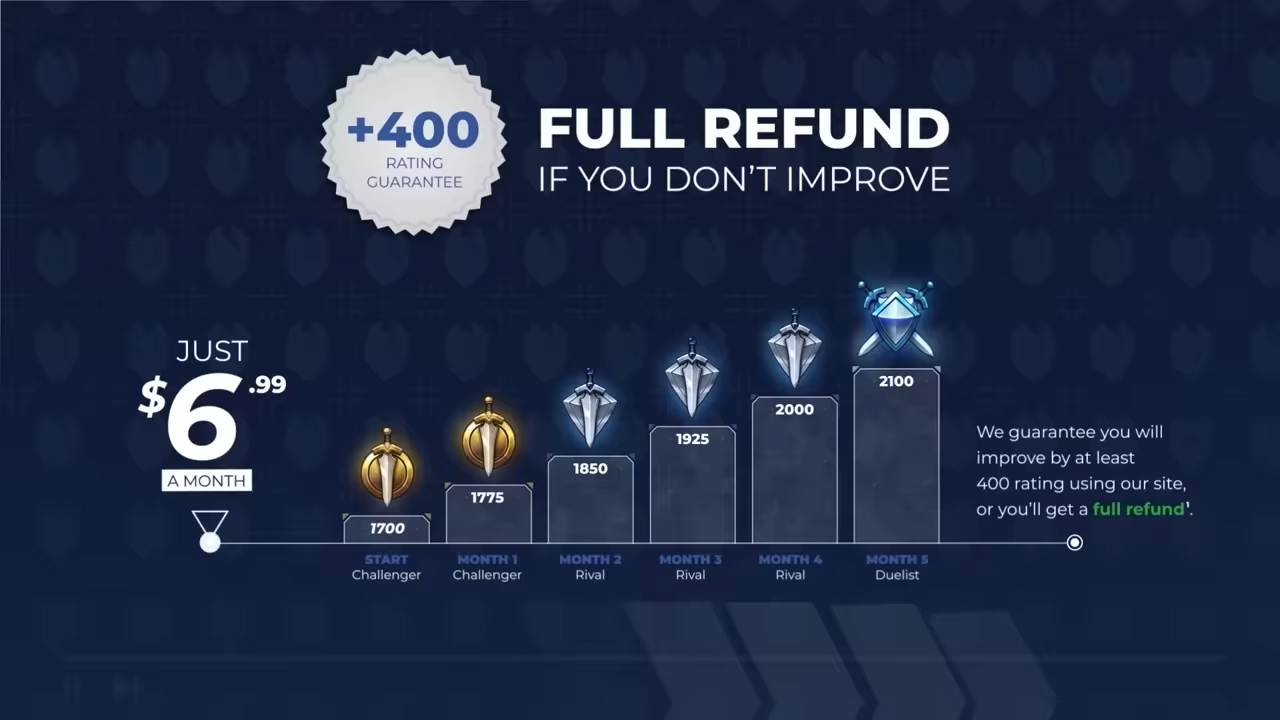 +400
RATING
GUARANTEE
FULL REFUND
IF YOU DON'T IMPROVE
JUST
$6.99
A MONTH
1700
1775
1850
1925
2000
2100
START
Challenger
MONTH 1
Challenger
MONTH 2
Rival
MONTH 3
Rival
MONTH 4
Rival
MONTH 5
Duelist
We guarantee you will
improve by at least
400 rating using our site,
or you'll get a full refund¹.